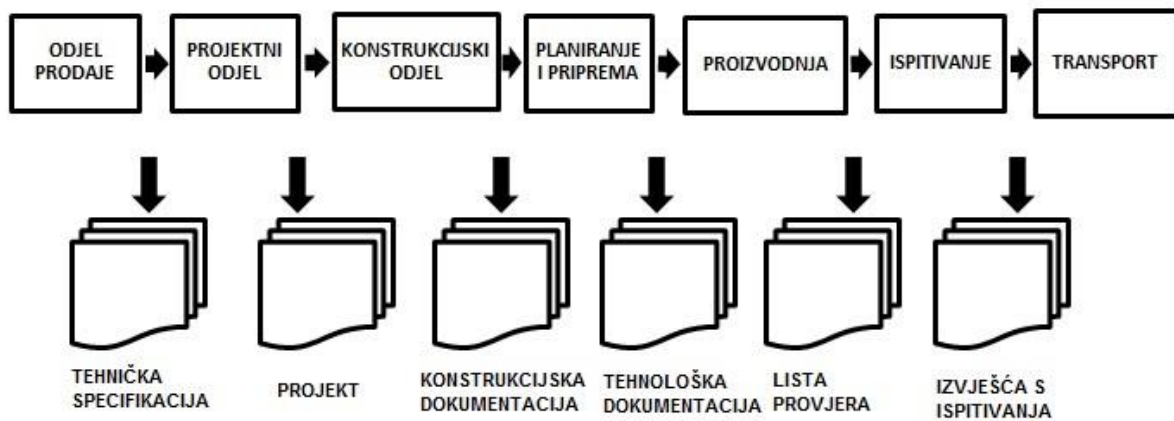 ODJEL
PRODAJE
PROJEKTNI
ODJEL
KONSTRUKCIJSKI
ODJEL
PLANIRANJE
I PRIPREMA
PROIZVODNJA
ISPITIVANJE
TRANSPORT
TEHNIČKA
SPECIFIKACIJA
PROJEKT
KONSTRUKCIJSKA
DOKUMENTACIJA
TEHNOLOŠKA
DOKUMENTACIJA
LISTA
PROVJERA
IZVJEŠĆA S
ISPITIVANJA